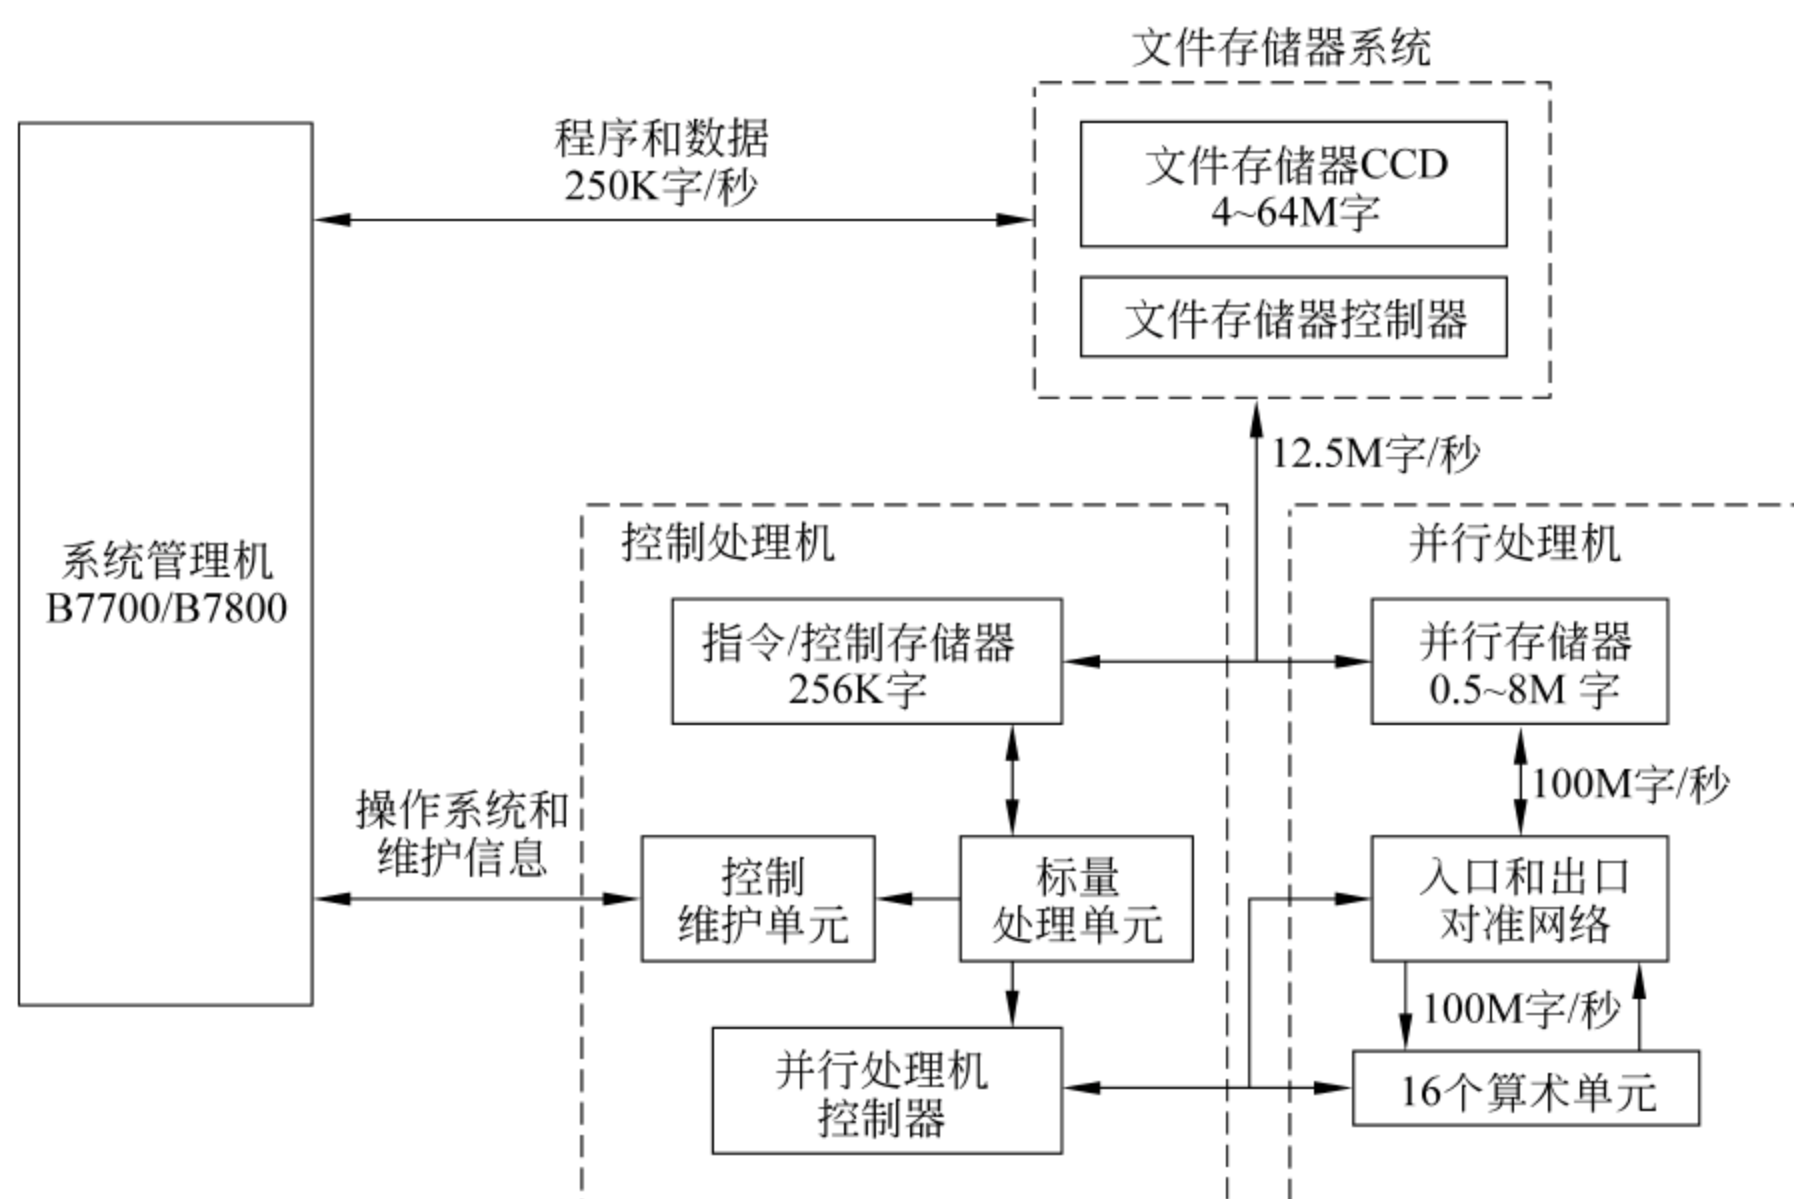 文件存储器系统
程序和数据
250K字/秒
文件存储器CCD
4~64M字
文件存储器控制器
12.5M字/秒
系统管理机
B7700/B7800
控制处理机
并行处理机
指令/控制存储器
256K字
并行存储器
0.5~8M 字
100M字/秒
操作系统和
维护信息
控制
维护单元
标量
处理单元
入口和出口
对准网络
100M字/秒
并行处理机
控制器
16个算术单元